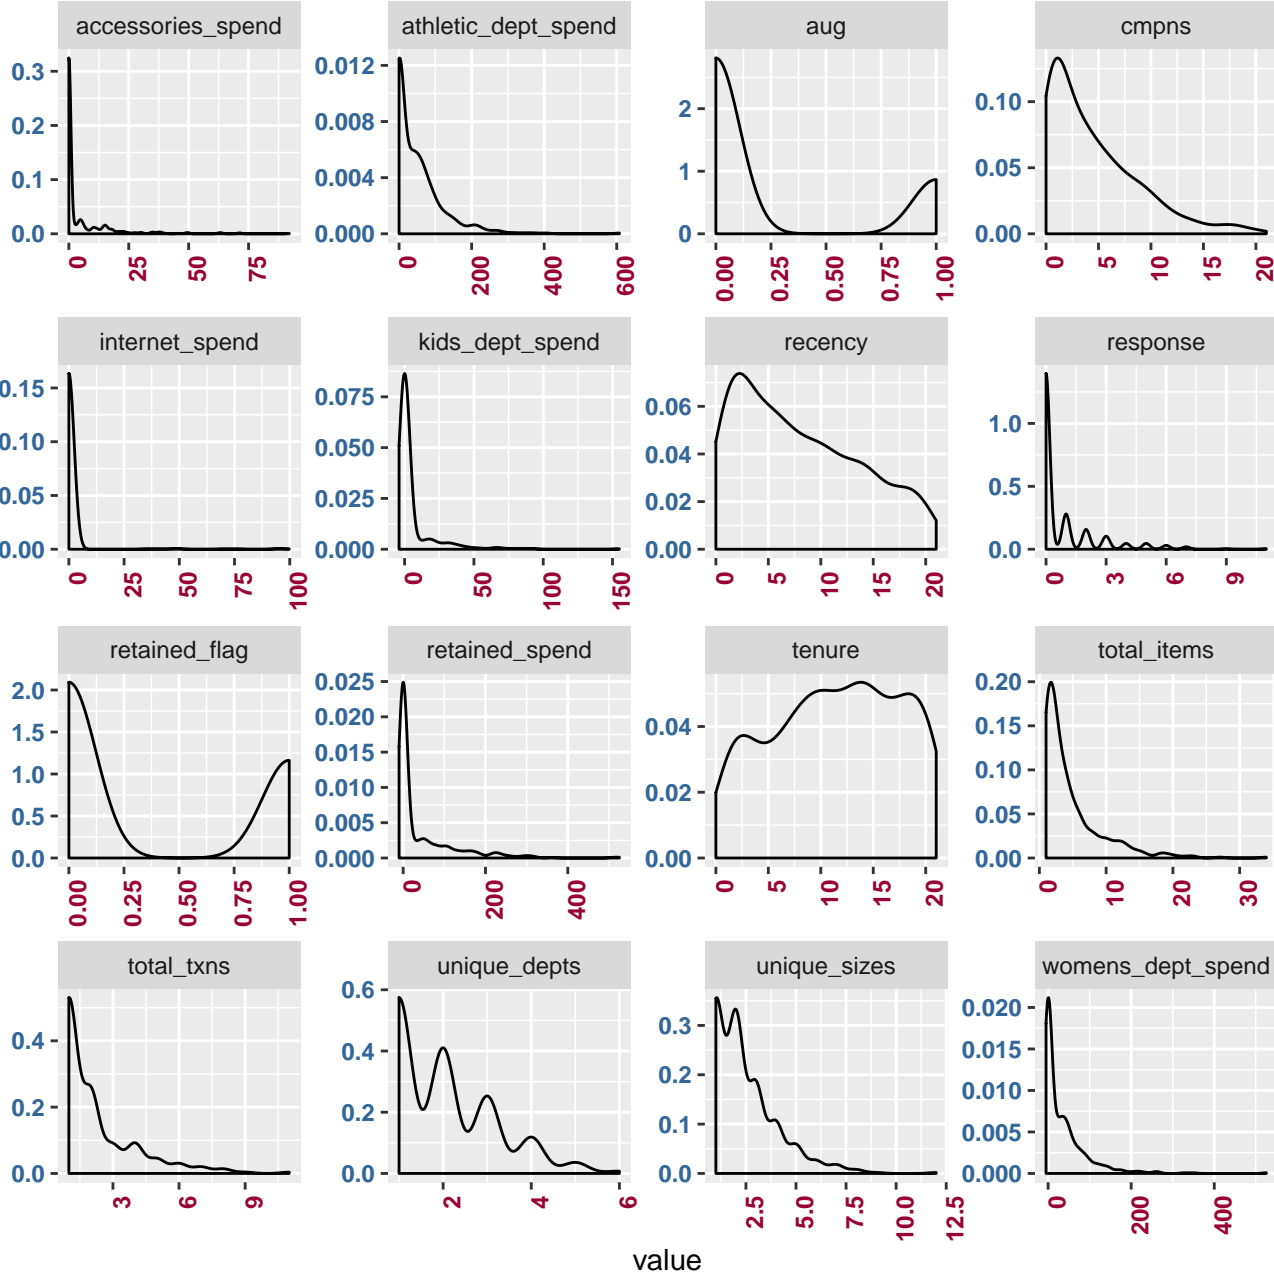 accessories_spend athletic_dept_spend aug cmpns
0.3 0.2 0.1 0.0
0 25 50 75
0.012 0.008 0.004 0.000
0 200 400 600
2 1 0
0.00 0.25 0.50 0.75 1.00
0.10 0.05 0.00
0 5 10 15 20
internet_spend kids_dept_spend recency response
0.15 0.10 0.05 0.00
0 25 50 75 100
0.075 0.050 0.025 0.000
0 50 100 150
0.06 0.04 0.02 0.00
0 5 10 15 20
1.0 0.5 0.0
0 3 6 9
retained_flag retained_spend tenure total_items
2.0 1.5 1.0 0.5 0.0
0.00 0.25 0.50 0.75 1.00
0.025 0.020 0.015 0.010 0.005 0.000
0 200 400
0.04 0.02 0.00
0 5 10 15 20
0.20 0.15 0.10 0.05 0.00
0 10 20 30
total_txns unique_depts unique_sizes womens_dept_spend
0.4 0.2 0.0
3 6 9
0.6 0.4 0.2 0.0
2 4 6
0.3 0.2 0.1 0.0
2.5 5.0 7.5 10.0 12.5
0.020 0.015 0.010 0.005 0.000
0 200 400
value